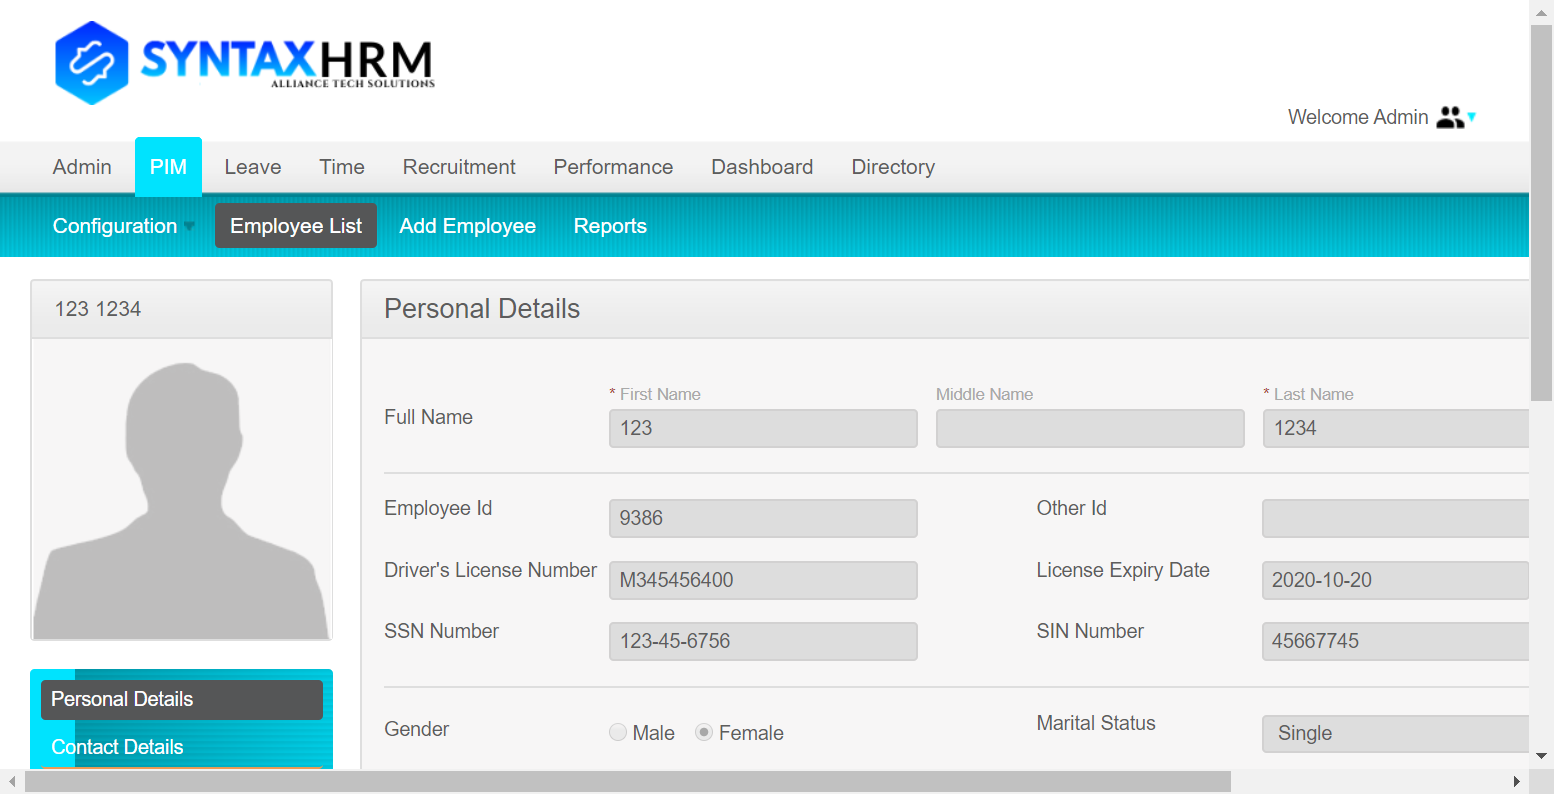 SYNTAXHRM
ALLIANCE TECH SOLUTIONS
Welcome Admin
Admin PIM Leave Time Recruitment Performance Dashboard Directory
Configuration Employee List Add Employee Reports
123 1234
Personal Details
* First Name Middle Name * Last Name
Full Name
123 1234
Employee Id 9386 Other Id
Driver's License Number M345456400 License Expiry Date 2020-10-20
SSN Number 123-45-6756 SIN Number 45667745
Gender Male Female Marital Status Single
Personal Details
Contact Details